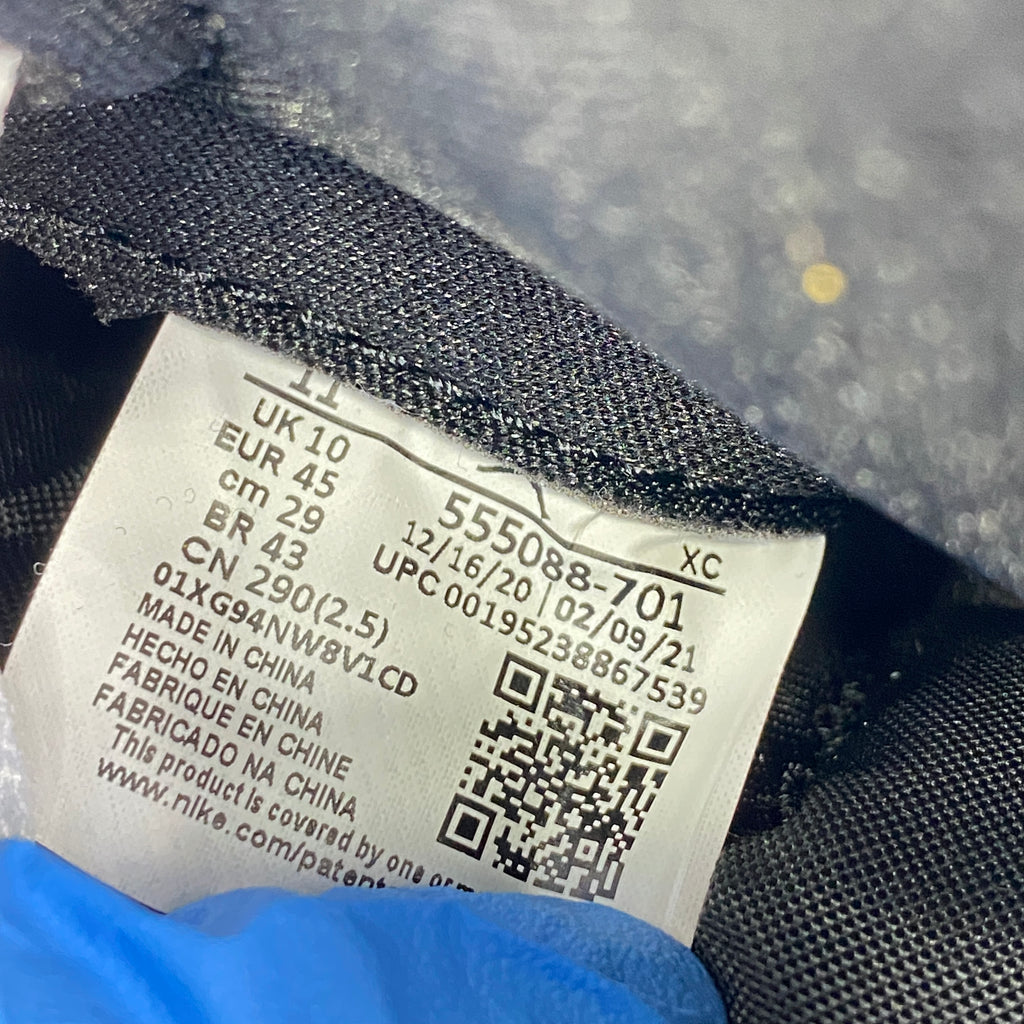 11
UK 10
EUR 45
cm 29
BR 43
CN 290(2.5)
01XG94NW8V1CD
MADE IN CHINA
HECHO EN CHINA
FABRIQUE EN CHINE
FABRICADO NA CHINA
This product is covered by one or
www.nike.com/patent
XC
555088-701
12/16/20 | 02/09/21
UPC 00195238867539